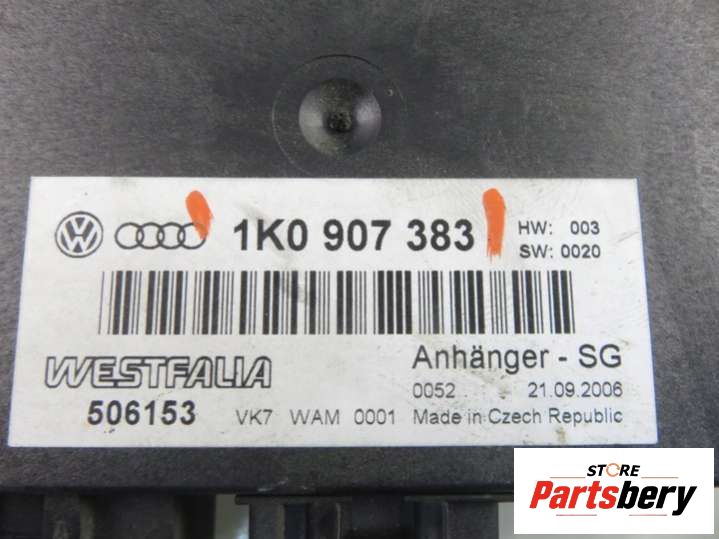 1K0 907 383
HW: 003
SW: 0020
WESTFALIA
Anhänger - SG
0052 21.09.2006
506153
VK7 WAM 0001 Made in Czech Republic
STORE
Partsbery